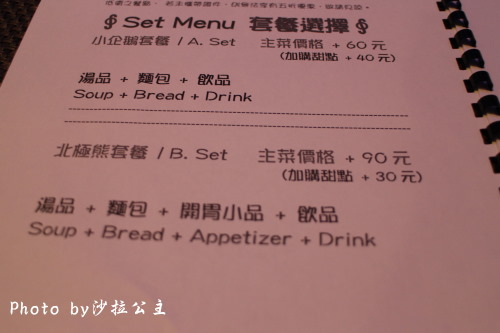 § Set Menu 套餐選擇 §
小企鵝套餐 / A. Set 主菜價格 + 60 元
(加購甜點 + 40 元)
湯品 + 麵包 + 飲品
Soup + Bread + Drink
北極熊套餐 / B. Set 主菜價格 + 90 元
(加購甜點 + 30 元)
湯品 + 麵包 + 開胃小品 + 飲品
Soup + Bread + Appetizer + Drink
Photo by沙拉公主